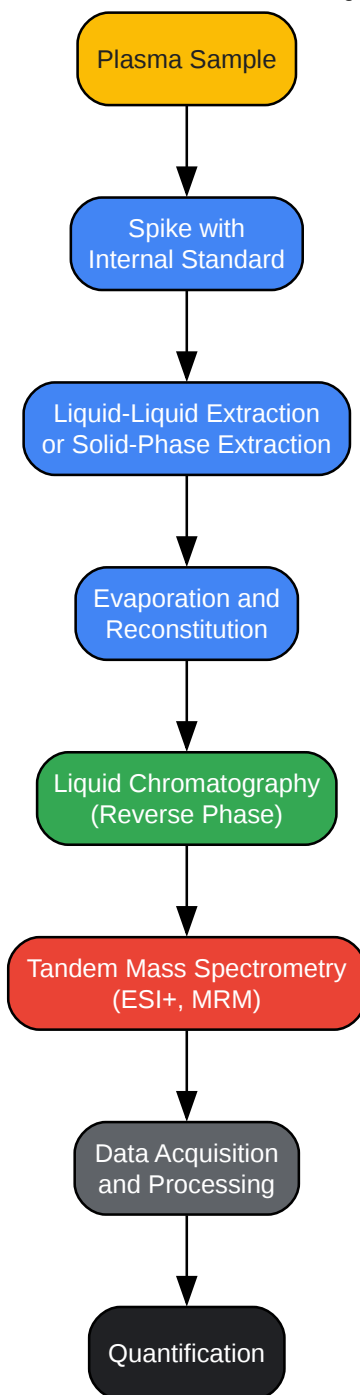 Plasma Sample
Spike with
Internal Standard
Liquid-Liquid Extraction
or Solid-Phase Extraction
Evaporation and
Reconstitution
Liquid Chromatography
(Reverse Phase)
Tandem Mass Spectrometry
(ESI+, MRM)
Data Acquisition
and Processing
Quantification